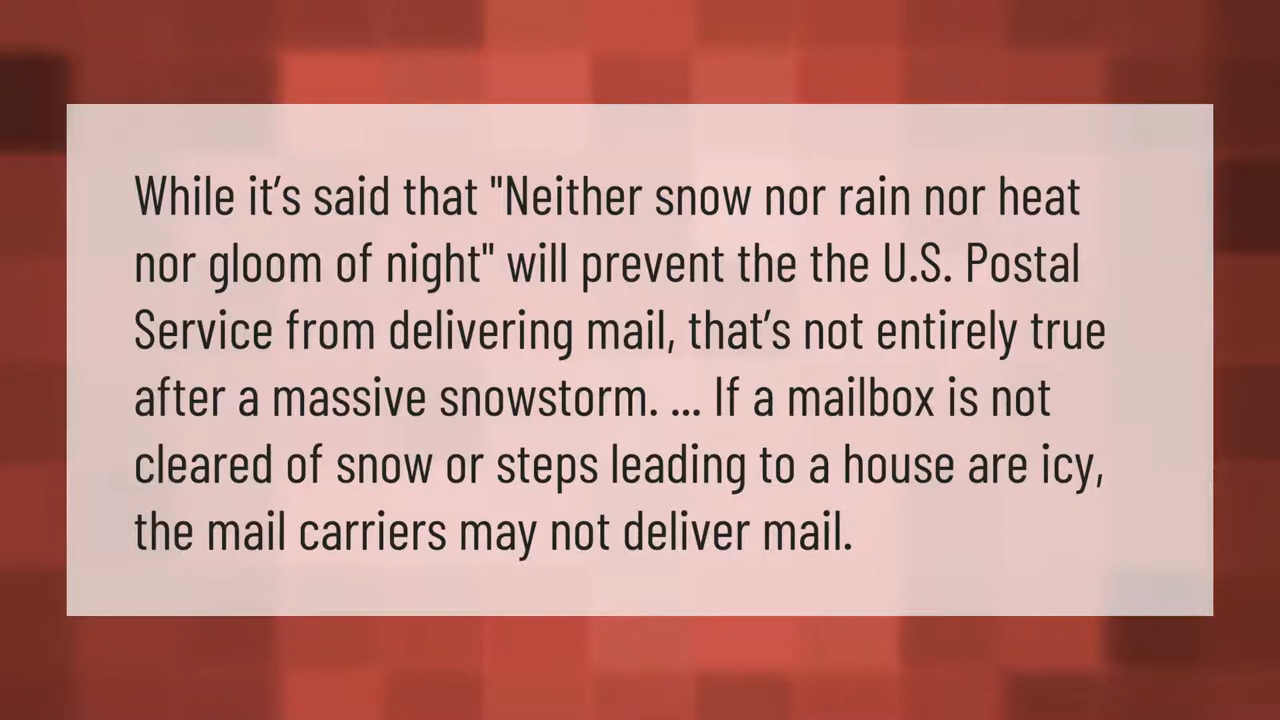 While it’s said that "Neither snow nor rain nor heat
nor gloom of night" will prevent the the U.S. Postal
Service from delivering mail, that’s not entirely true
after a massive snowstorm. ... If a mailbox is not
cleared of snow or steps leading to a house are icy,
the mail carriers may not deliver mail.